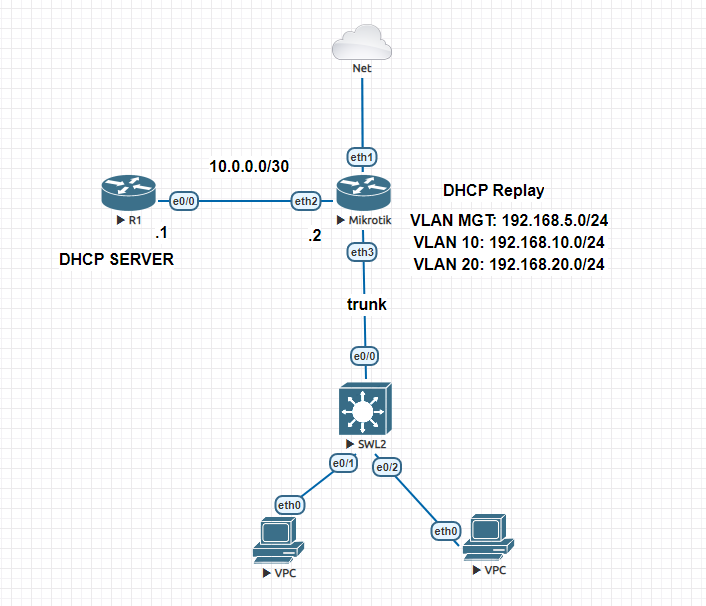 Net
eth1
10.0.0.0/30
e0/0
eth2
DHCP Replay
R1
Mikrotik
VLAN MGT: 192.168.5.0/24
.1
.2
VLAN 10: 192.168.10.0/24
DHCP SERVER
eth3
VLAN 20: 192.168.20.0/24
trunk
e0/0
SWL2
e0/1
e0/2
eth0
eth0
VPC
VPC